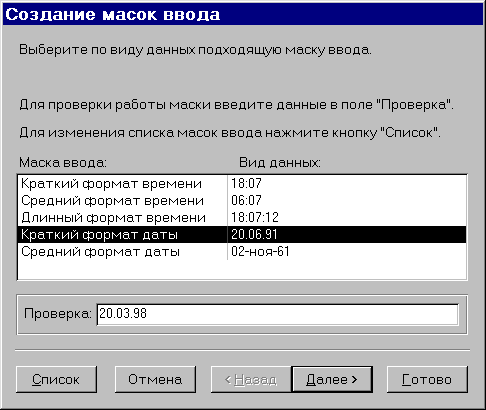 Создание масок ввода
Выберите по виду данных подходящую маску ввода.
Для проверки работы маски введите данные в поле "Проверка".
Для изменения списка масок ввода нажмите кнопку "Список".
Маска ввода: Вид данных:
Краткий формат времени 18:07
Средний формат времени 06:07
Длинный формат времени 18:07:12
Краткий формат даты 20.06.91
Средний формат даты 02-ноя-61
Проверка: 20.03.98
Список Отмена < Назад Далее > Готово